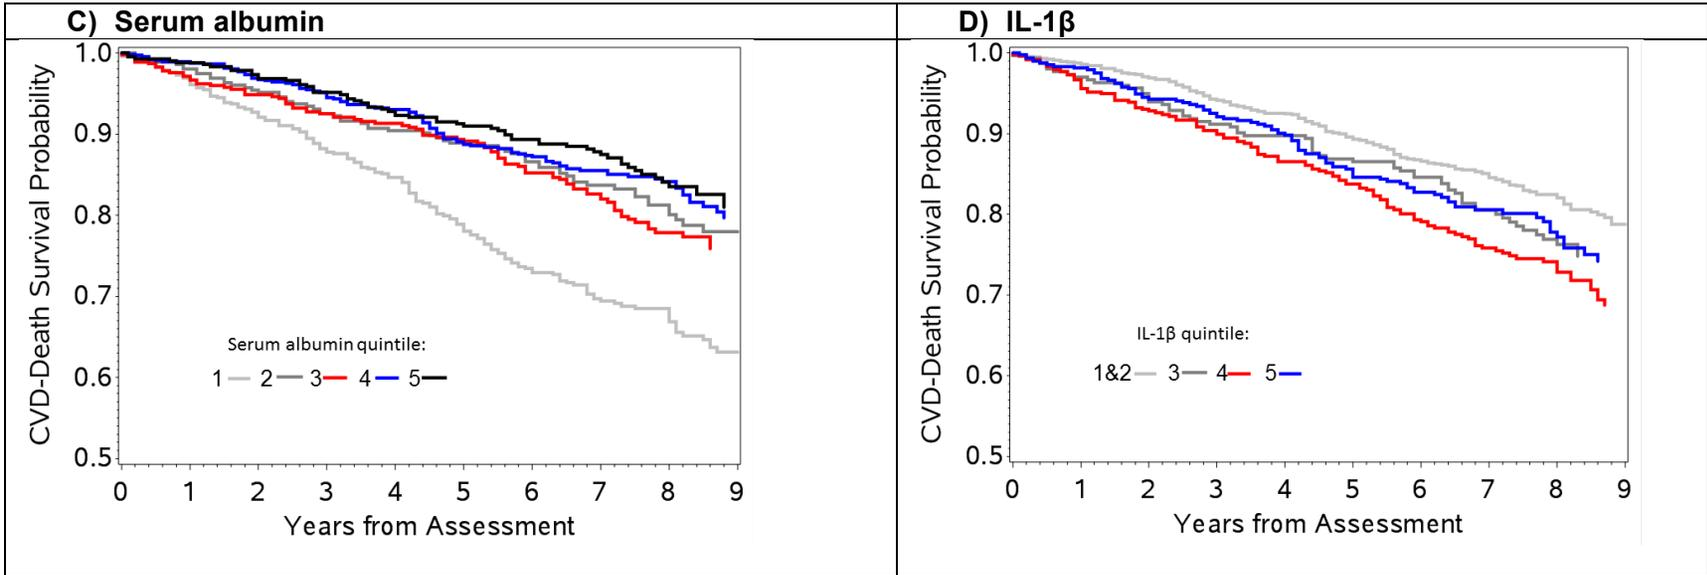 C) Serum albumin
CVD-Death Survival Probability
1.0
0.9
0.8
0.7
0.6
0.5
Serum albumin quintile:
1 2 3 4 5
0 1 2 3 4 5 6 7 8 9
Years from Assessment
D) IL-1β
CVD-Death Survival Probability
1.0
0.9
0.8
0.7
0.6
0.5
IL-1β quintile:
1&2 3 4 5
0 1 2 3 4 5 6 7 8 9
Years from Assessment